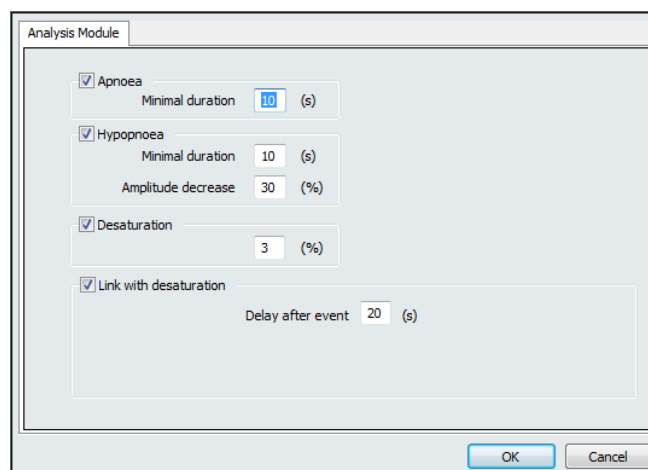 Analysis Module
Apnoea
Minimal duration 10 (s)
Hypopnoea
Minimal duration 10 (s)
Amplitude decrease 30 (%)
Desaturation
3 (%)
Link with desaturation
Delay after event 20 (s)
OK Cancel